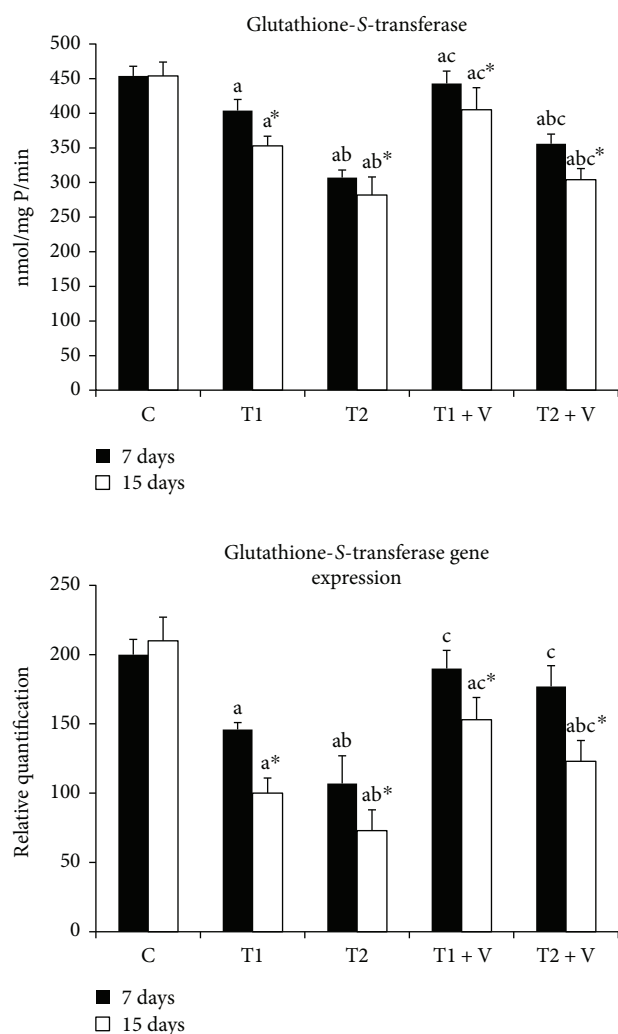 Glutathione-S-transferase
500
450
400
350
300
250
200
150
100
50
0
nmol/mg P/min
a
a*
ab
ab*
ac
ac*
abc
abc*
C
T1
T2
T1 + V
T2 + V
7 days
15 days
Glutathione-S-transferase gene
expression
250
200
150
100
50
0
Relative quantification
a
a*
ab
ab*
c
ac*
c
abc*
C
T1
T2
T1 + V
T2 + V
7 days
15 days